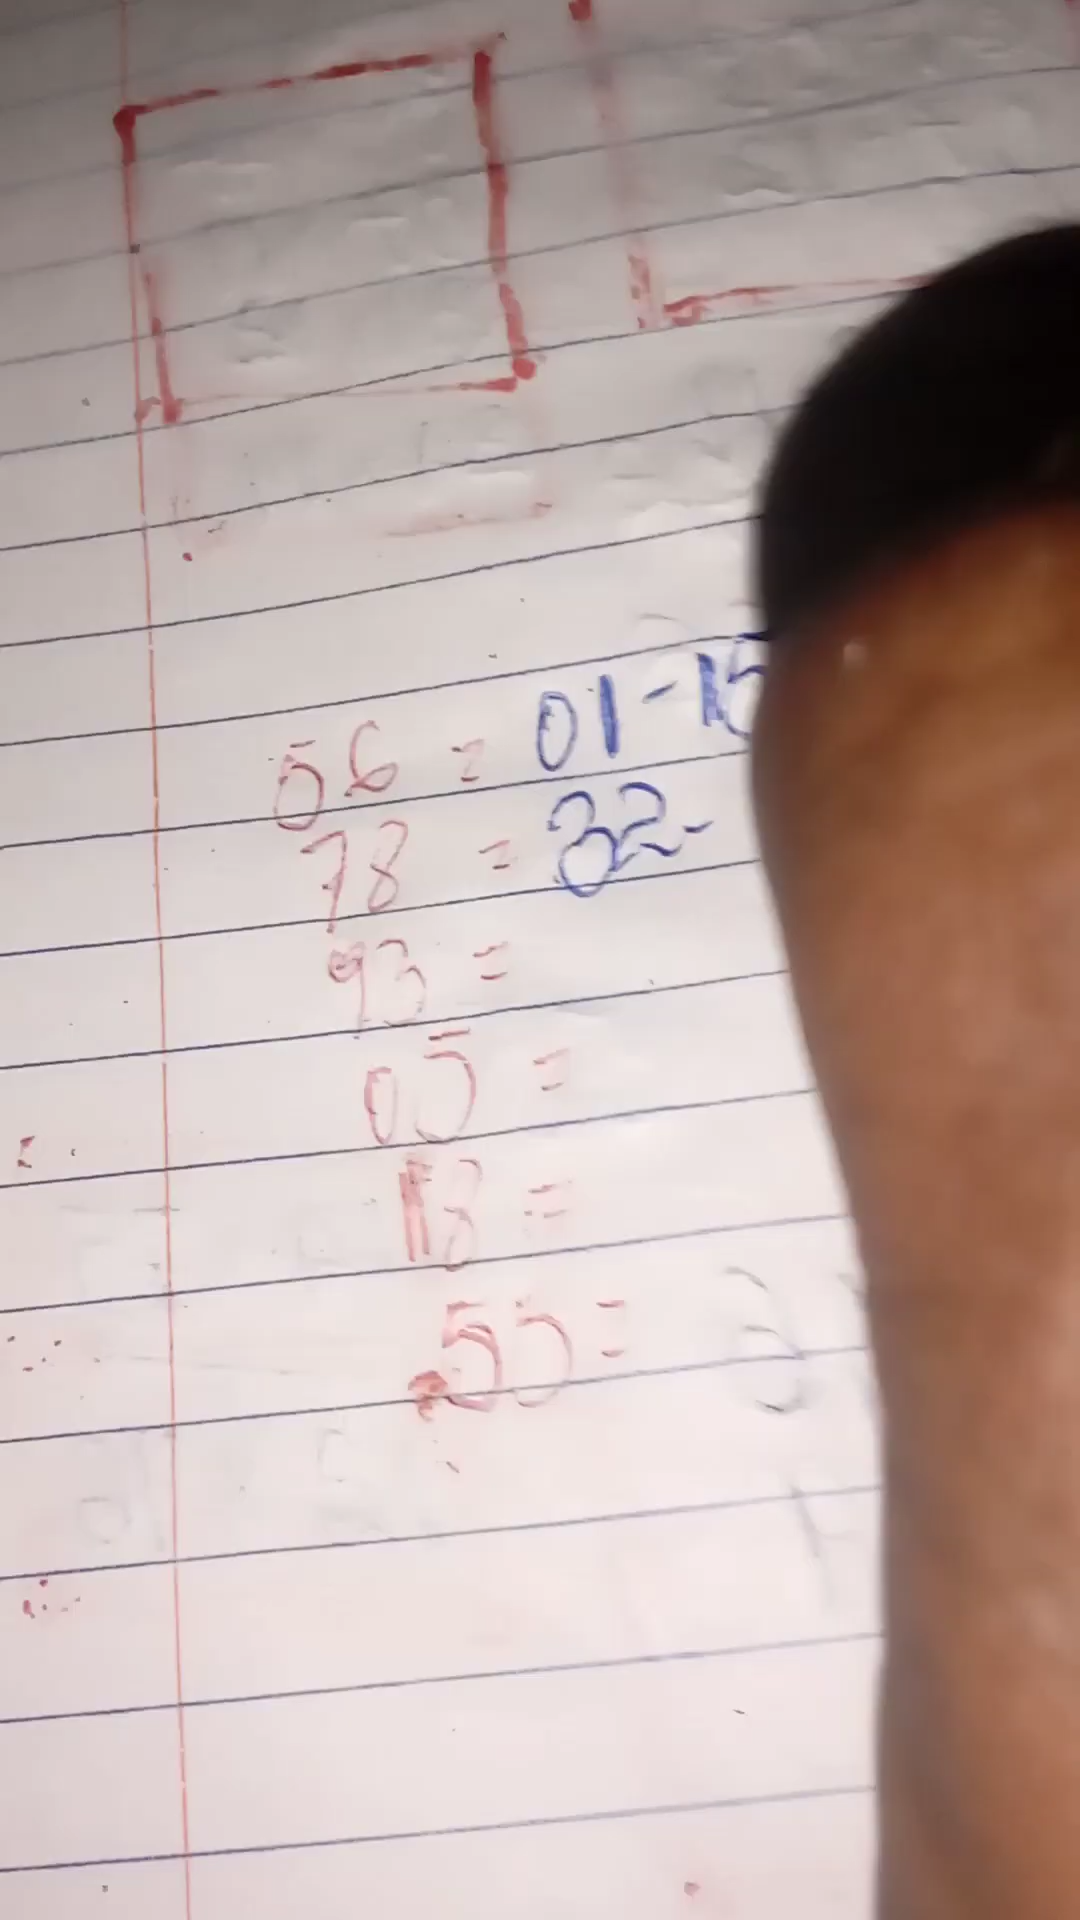 56 = 01-15
78 = 32-
93 =
05 =
18 =
55 =